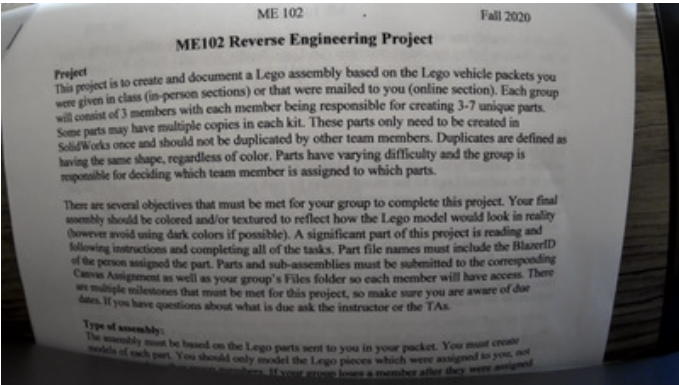 ME 102
Fall 2020
ME102 Reverse Engineering Project
Project
This project is to create and document a Lego assembly based on the Lego vehicle packets you
were given in class (in-person sections) or that were mailed to you (online section). Each group
will consist of 3 members with each member being responsible for creating 3-7 unique parts.
Some parts may have multiple copies in each kit. These parts only need to be created in
SolidWorks once and should not be duplicated by other team members. Duplicates are defined as
having the same shape, regardless of color. Parts have varying difficulty and the group is
responsible for deciding which team member is assigned to which parts.
There are several objectives that must be met for your group to complete this project. Your final
assembly should be colored and/or textured to reflect how the Lego model would look in reality
(however avoid using dark colors if possible). A significant part of this project is reading and
following instructions and completing all of the tasks. Part file names must include the BlazerID
of the person assigned the part. Parts and sub-assemblies must be submitted to the corresponding
Canvas Assignment as well as your group's Files folder so each member will have access. There
are multiple milestones that must be met for this project, so make sure you are aware of due
dates. If you have questions about what is due ask the instructor or the TAs.
Type of assembly:
The assembly must be based on the Lego parts sent to you in your packet. You must create
models of each part. You should only model the Lego pieces which were assigned to you, not
members. If your group loses a member after they were assigned